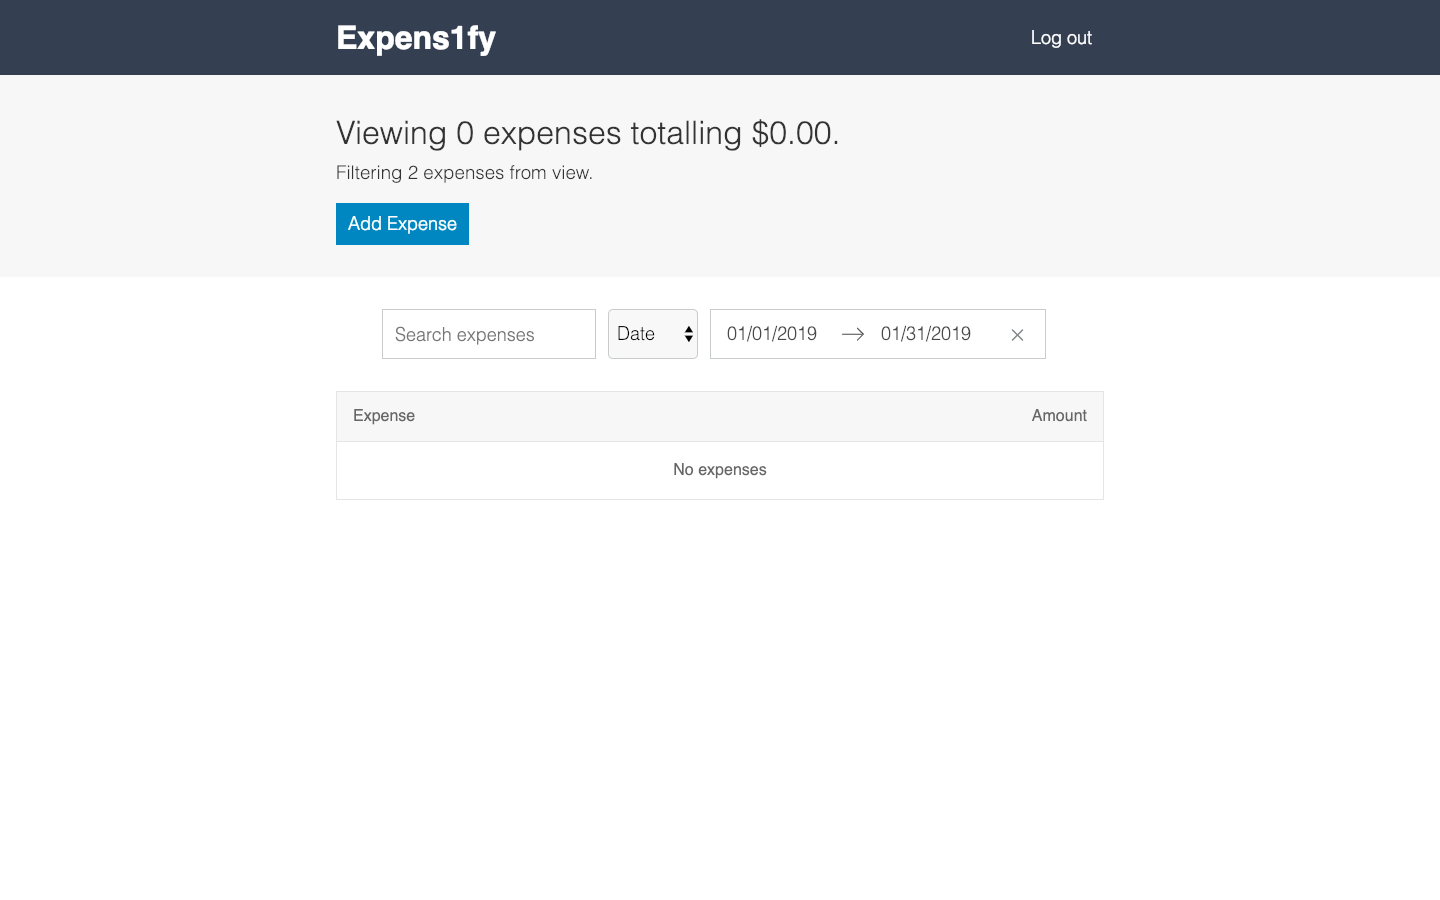 Expens1fy
Log out
Viewing 0 expenses totalling $0.00.
Filtering 2 expenses from view.
Add Expense
Search expenses
Date
01/01/2019
01/31/2019
Expense
Amount
No expenses